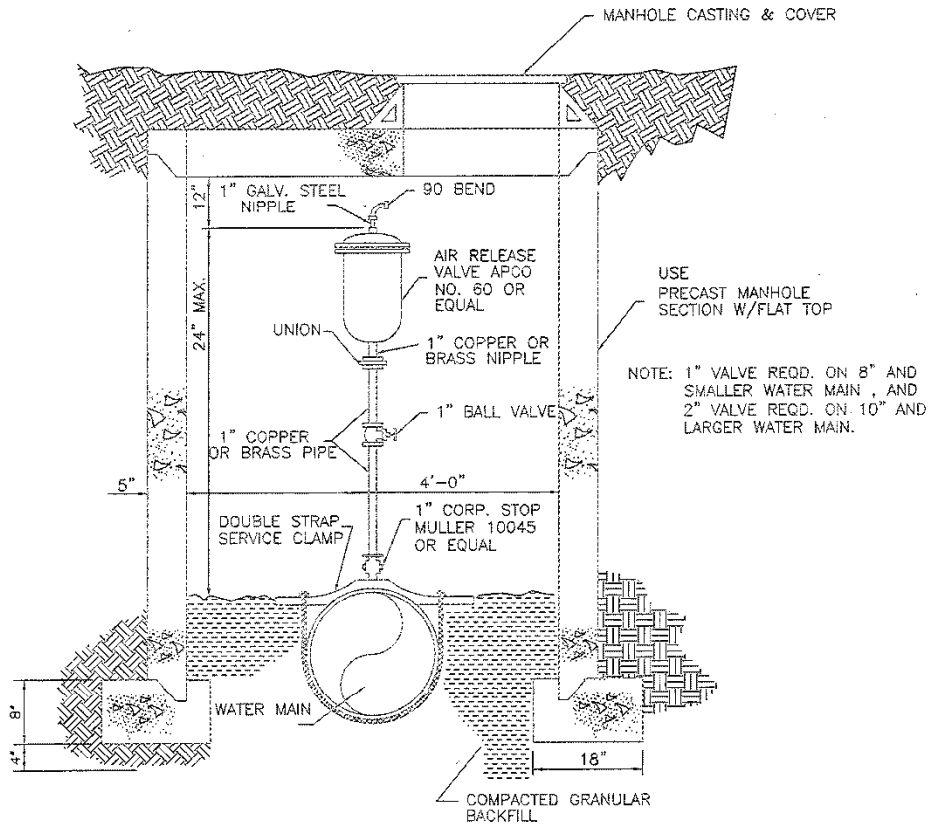 MANHOLE CASTING & COVER
12"
1" GALV. STEEL
NIPPLE
90 BEND
24" MAX.
AIR RELEASE
VALVE APCO
NO. 60 OR
EQUAL
USE
PRECAST MANHOLE
SECTION W/FLAT TOP
UNION
1" COPPER OR
BRASS NIPPLE
NOTE: 1" VALVE REQD. ON 8" AND
SMALLER WATER MAIN , AND
2" VALVE REQD. ON 10" AND
LARGER WATER MAIN.
1" BALL VALVE
1" COPPER
OR BRASS PIPE
5"
4'-0"
DOUBLE STRAP
SERVICE CLAMP
1" CORP. STOP
MULLER 10045
OR EQUAL
WATER MAIN
8"
4"
18"
COMPACTED GRANULAR
BACKFILL